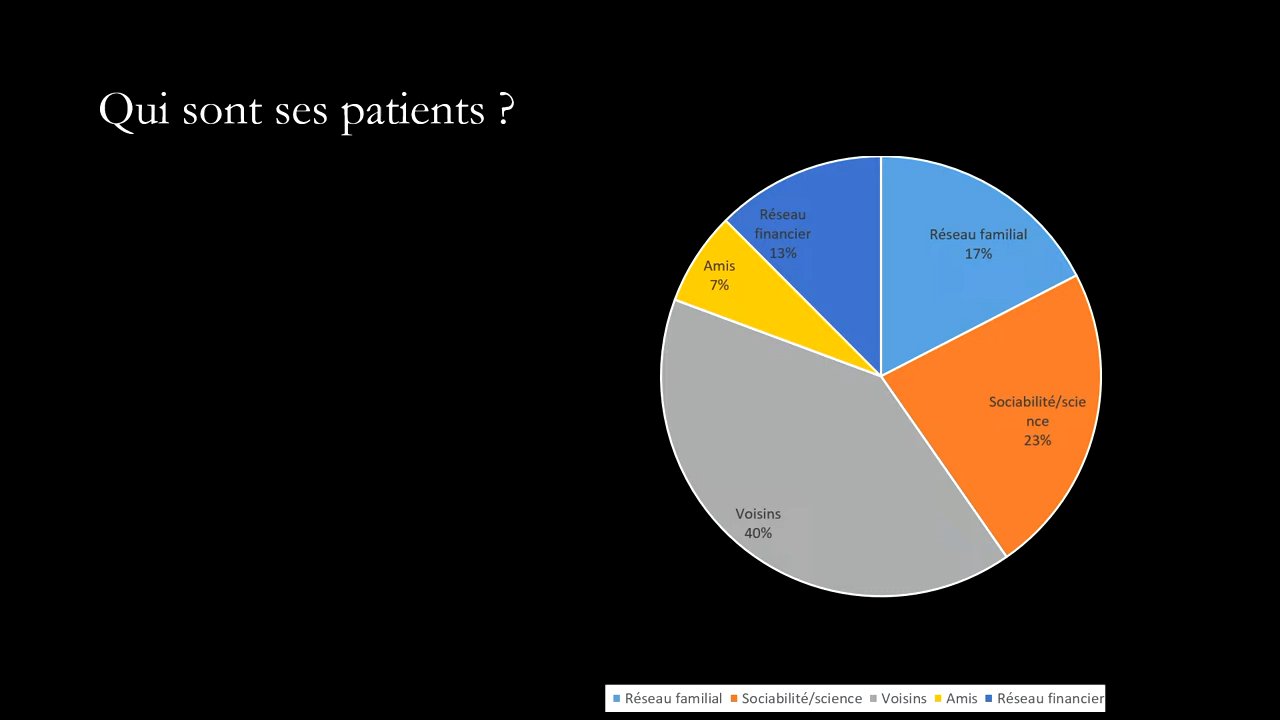 Qui sont ses patients ?
Réseau
financier
13%
Réseau familial
17%
Amis
7%
Sociabilité/scie
nce
23%
Voisins
40%
Réseau familial Sociabilité/science Voisins Amis Réseau financier